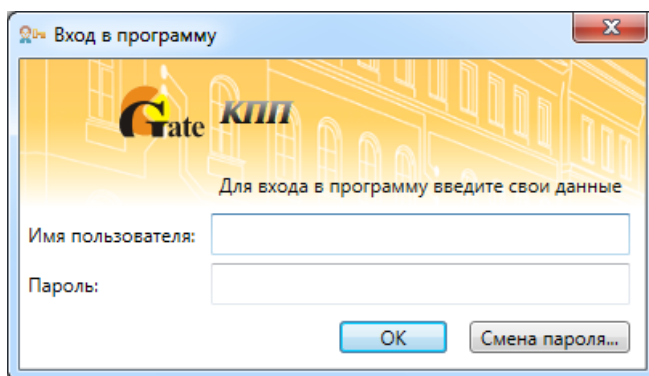 Вход в программу
Gate КПП
Для входа в программу введите свои данные
Имя пользователя:
Пароль:
OK Смена пароля...